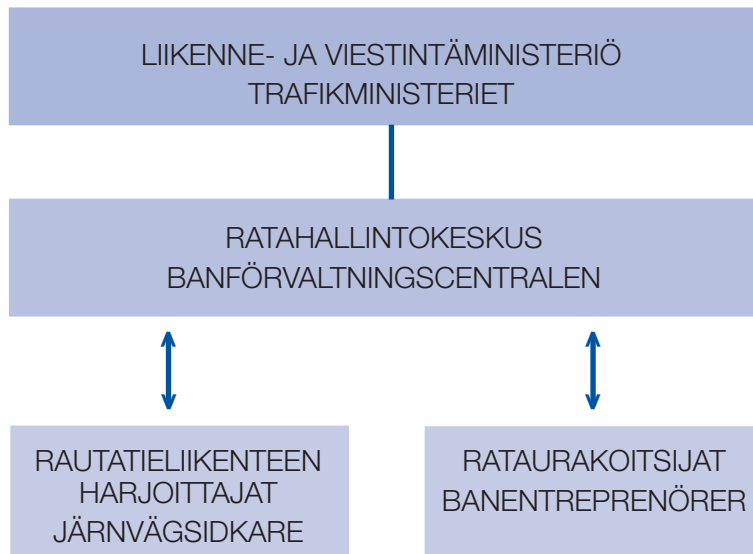 LIIKENNE- JA VIESTINTÄMINISTERIÖ
TRAFIKMINISTERIET
RATAHALLINTOKESKUS
BANFÖRVALTNINGSCENTRALEN
RAUTATIELIIKENTEEN
HARJOITTAJAT
JÄRNVÄGSIDKARE
RATAURAKOITSIJAT
BANENTREPRENÖRER